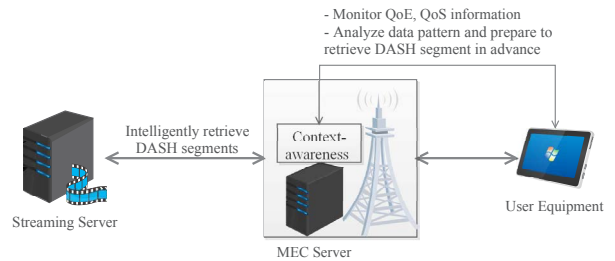 - Monitor QoE, QoS information
- Analyze data pattern and prepare to
retrieve DASH segment in advance
Intelligently retrieve
DASH segments
Context-
awareness
Streaming Server
User Equipment
MEC Server